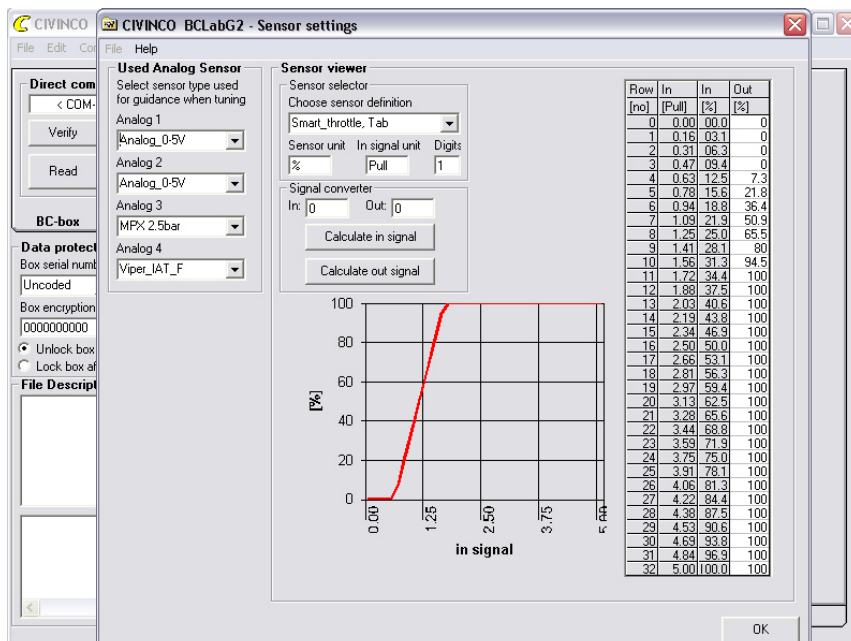 CIVINCO
CIVINCO BCLabG2 - Sensor settings
File Edit
File Help
Direct com
< COM-
Verify
Read
BC-box
Data protect
Box serial numb
Uncoded
Box encryption
0000000000
Unlock box
Lock box af
File Descript
Used Analog Sensor
Select sensor type used
for guidance when tuning
Analog 1
Analog_0-5V
Analog 2
Analog_0-5V
Analog 3
MPX 2.5bar
Analog 4
Viper_IAT_F
Sensor viewer
Sensor selector
Choose sensor definition
Smart_throttle, Tab
Sensor unit In signal unit Digits
% Pull 1
Signal converter
In: 0 Out: 0
Calculate in signal
Calculate out signal
100
80
60
40
20
0
[%]
0.00 1.25 2.50 3.75 5.00
in signal
Row In In Out
[no] [Pull] [%] [%]
0 0.00 00.0 0
1 0.16 03.1 0
2 0.31 06.3 0
3 0.47 09.4 0
4 0.63 12.5 7.3
5 0.78 15.6 21.8
6 0.94 18.8 36.4
7 1.09 21.9 50.9
8 1.25 25.0 65.5
9 1.41 28.1 80
10 1.56 31.3 94.5
11 1.72 34.4 100
12 1.88 37.5 100
13 2.03 40.6 100
14 2.19 43.8 100
15 2.34 46.9 100
16 2.50 50.0 100
17 2.66 53.1 100
18 2.81 56.3 100
19 2.97 59.4 100
20 3.13 62.5 100
21 3.28 65.6 100
22 3.44 68.8 100
23 3.59 71.9 100
24 3.75 75.0 100
25 3.91 78.1 100
26 4.06 81.3 100
27 4.22 84.4 100
28 4.38 87.5 100
29 4.53 90.6 100
30 4.69 93.8 100
31 4.84 96.9 100
32 5.00 100.0 100
OK